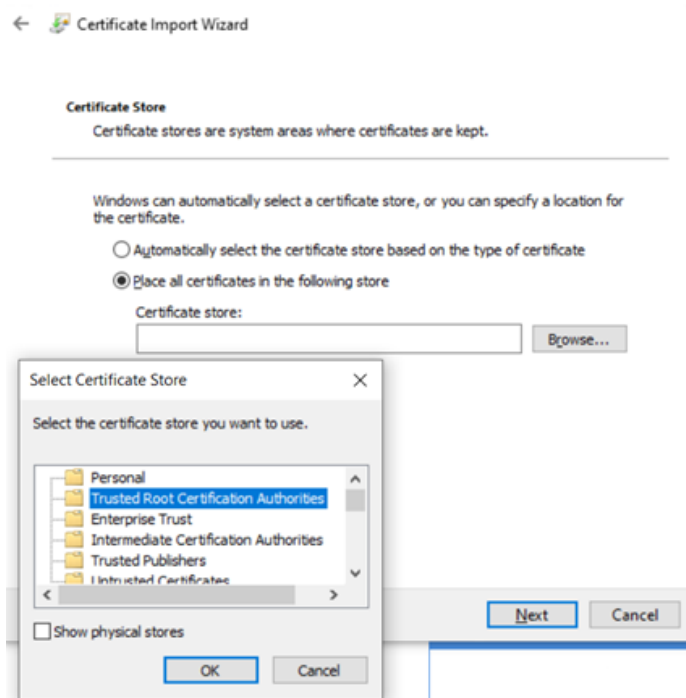 Certificate Import Wizard
Certificate Store
Certificate stores are system areas where certificates are kept.
Windows can automatically select a certificate store, or you can specify a location for
the certificate.
Automatically select the certificate store based on the type of certificate
Place all certificates in the following store
Certificate store:
Browse...
Select Certificate Store
Select the certificate store you want to use.
Personal
Trusted Root Certification Authorities
Enterprise Trust
Intermediate Certification Authorities
Trusted Publishers
Untrusted Certificates
Show physical stores
OK Cancel
Next Cancel